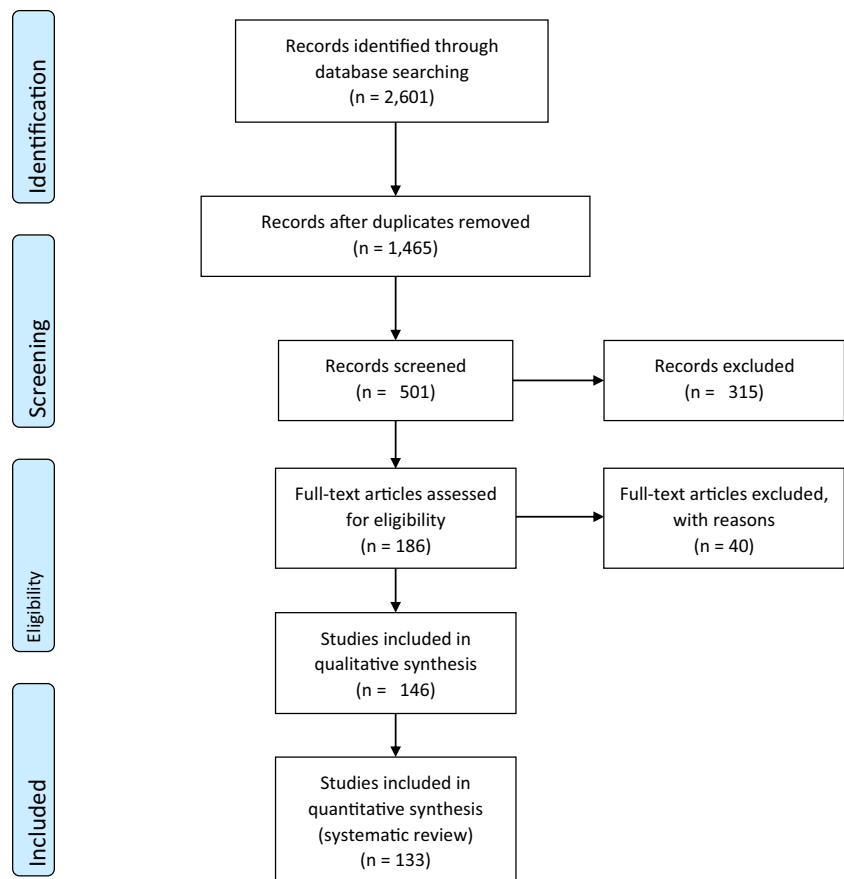 Identification
Records identified through
database searching
(n = 2,601)
Records after duplicates removed
(n = 1,465)
Screening
Records screened
(n = 501)
Records excluded
(n = 315)
Eligibility
Full-text articles assessed
for eligibility
(n = 186)
Full-text articles excluded,
with reasons
(n = 40)
Studies included in
qualitative synthesis
(n = 146)
Included
Studies included in
quantitative synthesis
(systematic review)
(n = 133)